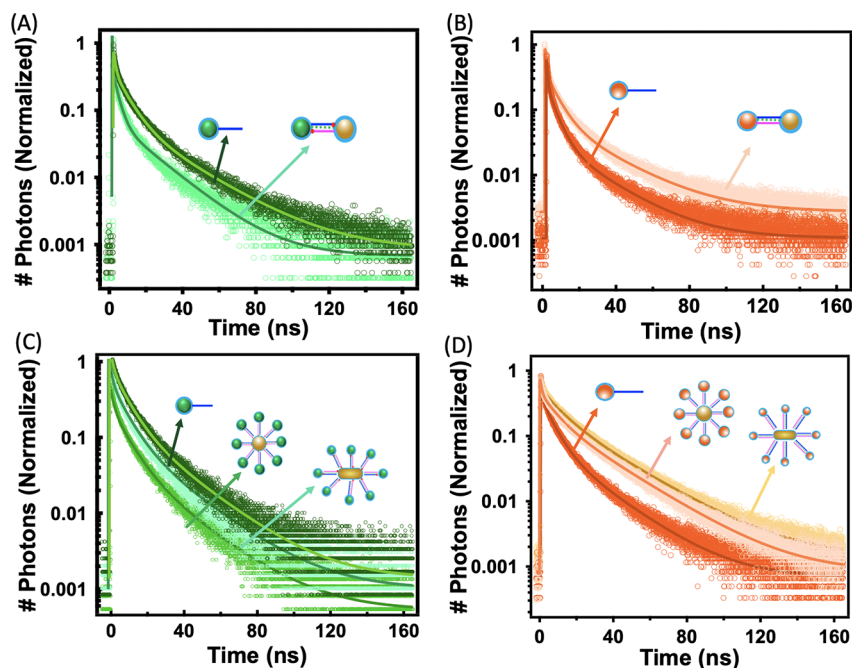 (A)
# Photons (Normalized)
1
0.1
0.01
0.001
0 40 80 120 160
Time (ns)
(B)
# Photons (Normalized)
1
0.1
0.01
0.001
0 40 80 120 160
Time (ns)
(C)
# Photons (Normalized)
1
0.1
0.01
0.001
0 40 80 120 160
Time (ns)
(D)
# Photons (Normalized)
1
0.1
0.01
0.001
0 40 80 120 160
Time (ns)